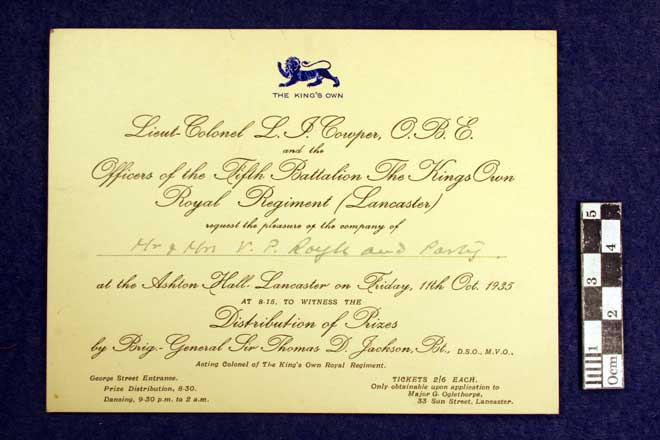 THE KING'S OWN
Lieut-Colonel L. I. Cowper, O.B.E.
and the
Officers of the Fifth Battalion The Kings Own
Royal Regiment (Lancaster)
request the pleasure of the company of
Mr & Mrs V. P. Royle and Party
at the Ashton Hall. Lancaster on Friday, 11th Oct. 1935
AT 8-15, TO WITNESS THE
Distribution of Prizes
by Brig.-General Sir Thomas D. Jackson, Bt., D.S.O., M.V.O.,
Acting Colonel of The King's Own Royal Regiment.
George Street Entrance.
Prize Distribution, 8-30.
Dancing, 9-30 p.m. to 2 a.m.
TICKETS 2/6 EACH.
Only obtainable upon application to
Major G. Oglethorpe,
33 Sun Street, Lancaster.
0cm 1 2 3 4 5